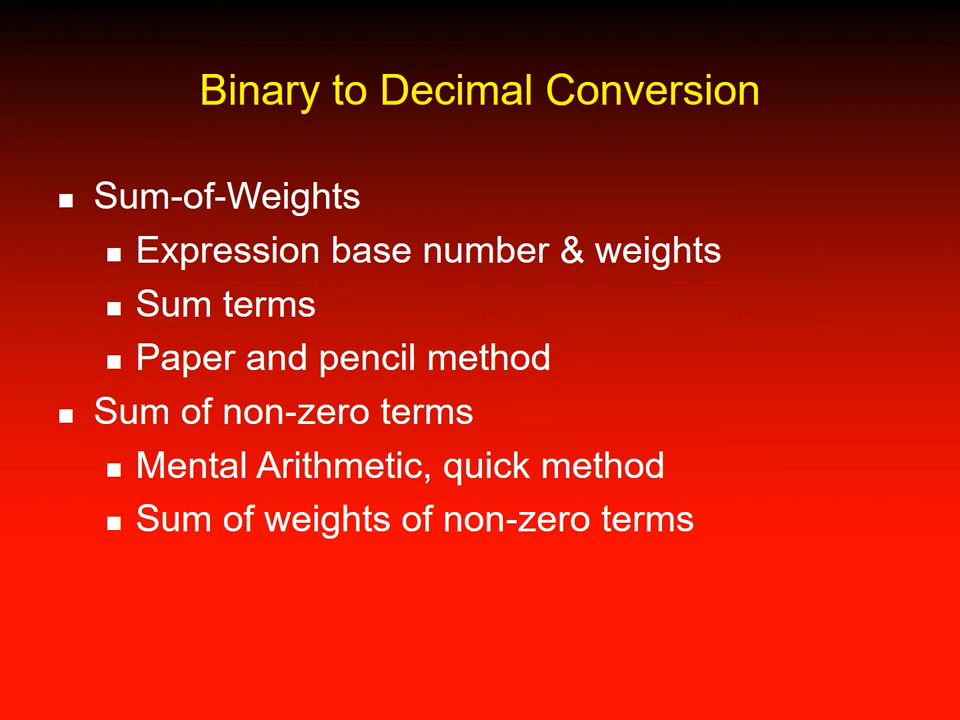 Binary to Decimal Conversion
Sum-of-Weights
Expression base number & weights
Sum terms
Paper and pencil method
Sum of non-zero terms
Mental Arithmetic, quick method
Sum of weights of non-zero terms